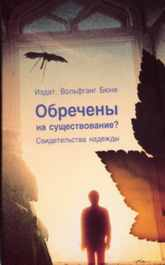 Издат. Вольфганг Бюне
Обречены
на существование?
Свидетельства надежды